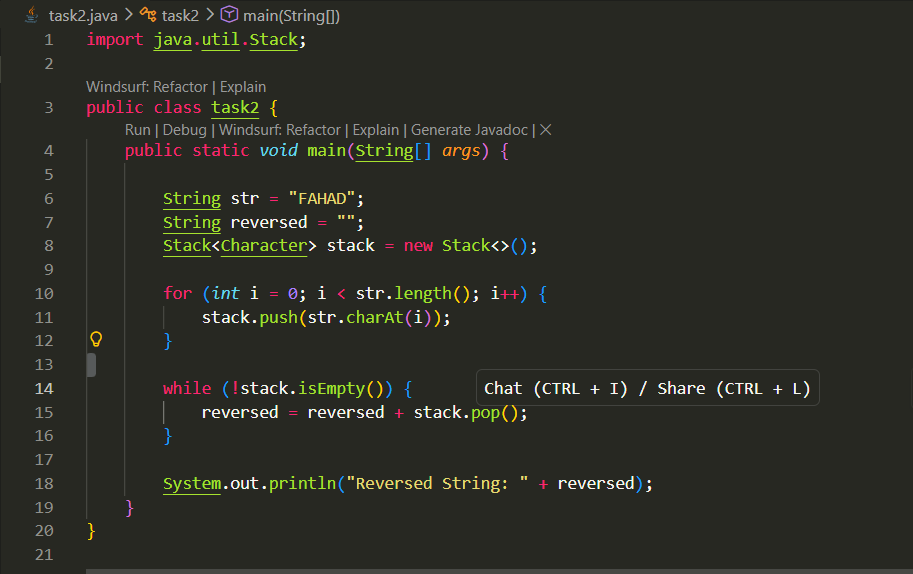 task2.java > task2 > main(String[])
1 import java.util.Stack;
2
Windsurf: Refactor | Explain
3 public class task2 {
Run | Debug | Windsurf: Refactor | Explain | Generate Javadoc | ×
4     public static void main(String[] args) {
5
6         String str = "FAHAD";
7         String reversed = "";
8         Stack<Character> stack = new Stack<>();
9
10         for (int i = 0; i < str.length(); i++) {
11             stack.push(str.charAt(i));
12         }
13
14         while (!stack.isEmpty()) { Chat (CTRL + I) / Share (CTRL + L)
15             reversed = reversed + stack.pop();
16         }
17
18         System.out.println("Reversed String: " + reversed);
19     }
20 }
21